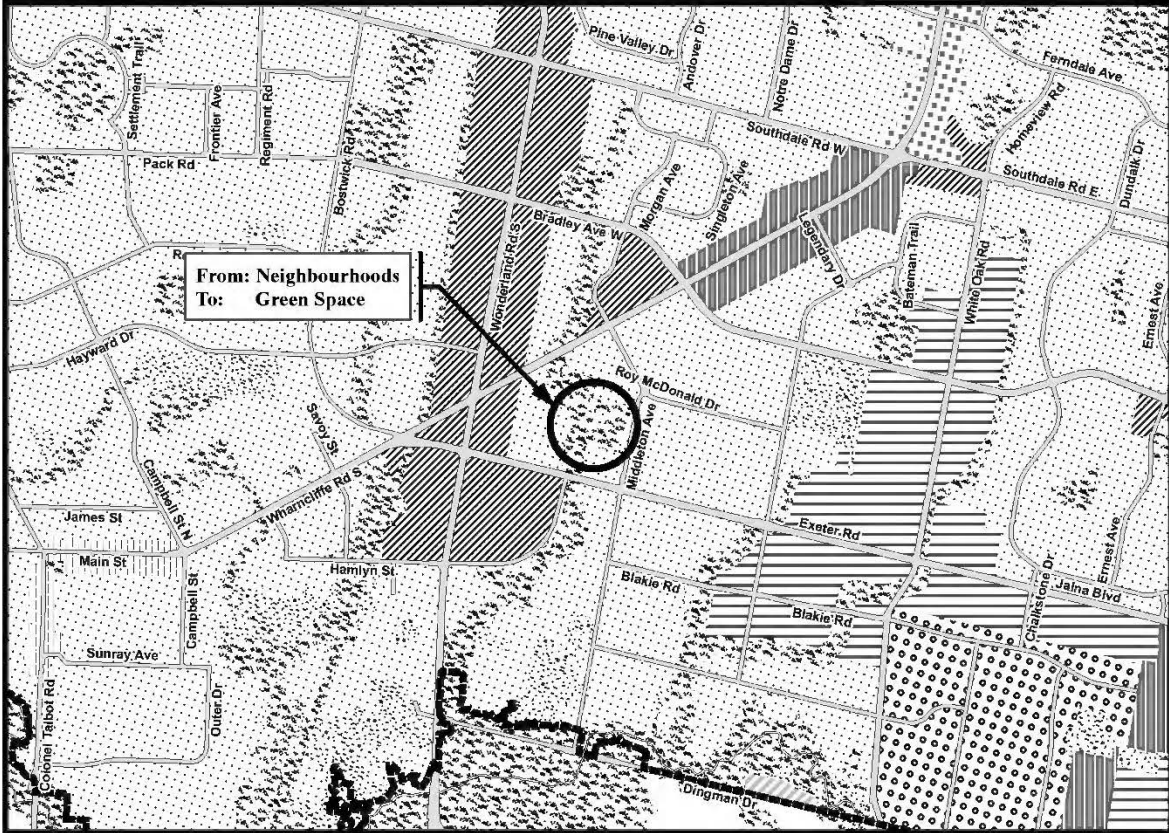 Pine Valley Dr
Andover Dr
Notre Dame Dr
Ferndale Ave
Homeview Rd
Dundalk Dr
Settlement Trail
Frontier Ave
Regiment Rd
Bostwick Rd
Pack Rd
Southdale Rd W
Southdale Rd E
Morgan Ave
Singleton Ave
Bradley Ave W
Wonderland Rd S
Legendary Dr
Bateman Trail
White Oak Rd
Ernest Ave
From: Neighbourhoods
To: Green Space
Hayward Dr
Roy McDonald Dr
Middleton Ave
Savoy St
Campbell St N
Wharncliffe Rd S
James St
Main St
Exeter Rd
Hamlyn St
Blakie Rd
Blakie Rd
Chalkstone Dr
Ernest Ave
Jalna Blvd
Campbell St
Sunray Ave
Colonel Talbot Rd
Outer Dr
Dingman Dr